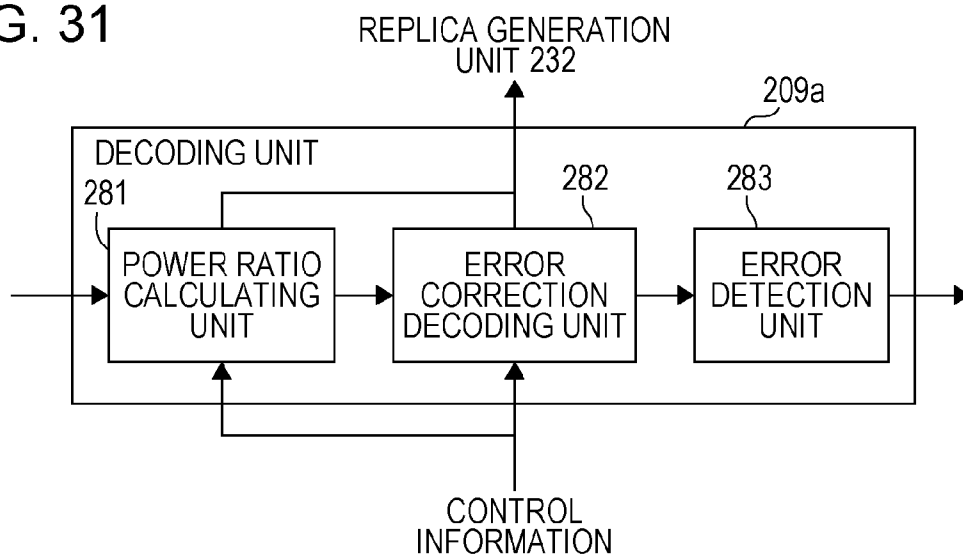 G. 31
REPLICA GENERATION
UNIT 232
209a
DECODING UNIT
281
282
283
POWER RATIO
CALCULATING
UNIT
ERROR
CORRECTION
DECODING UNIT
ERROR
DETECTION
UNIT
CONTROL
INFORMATION